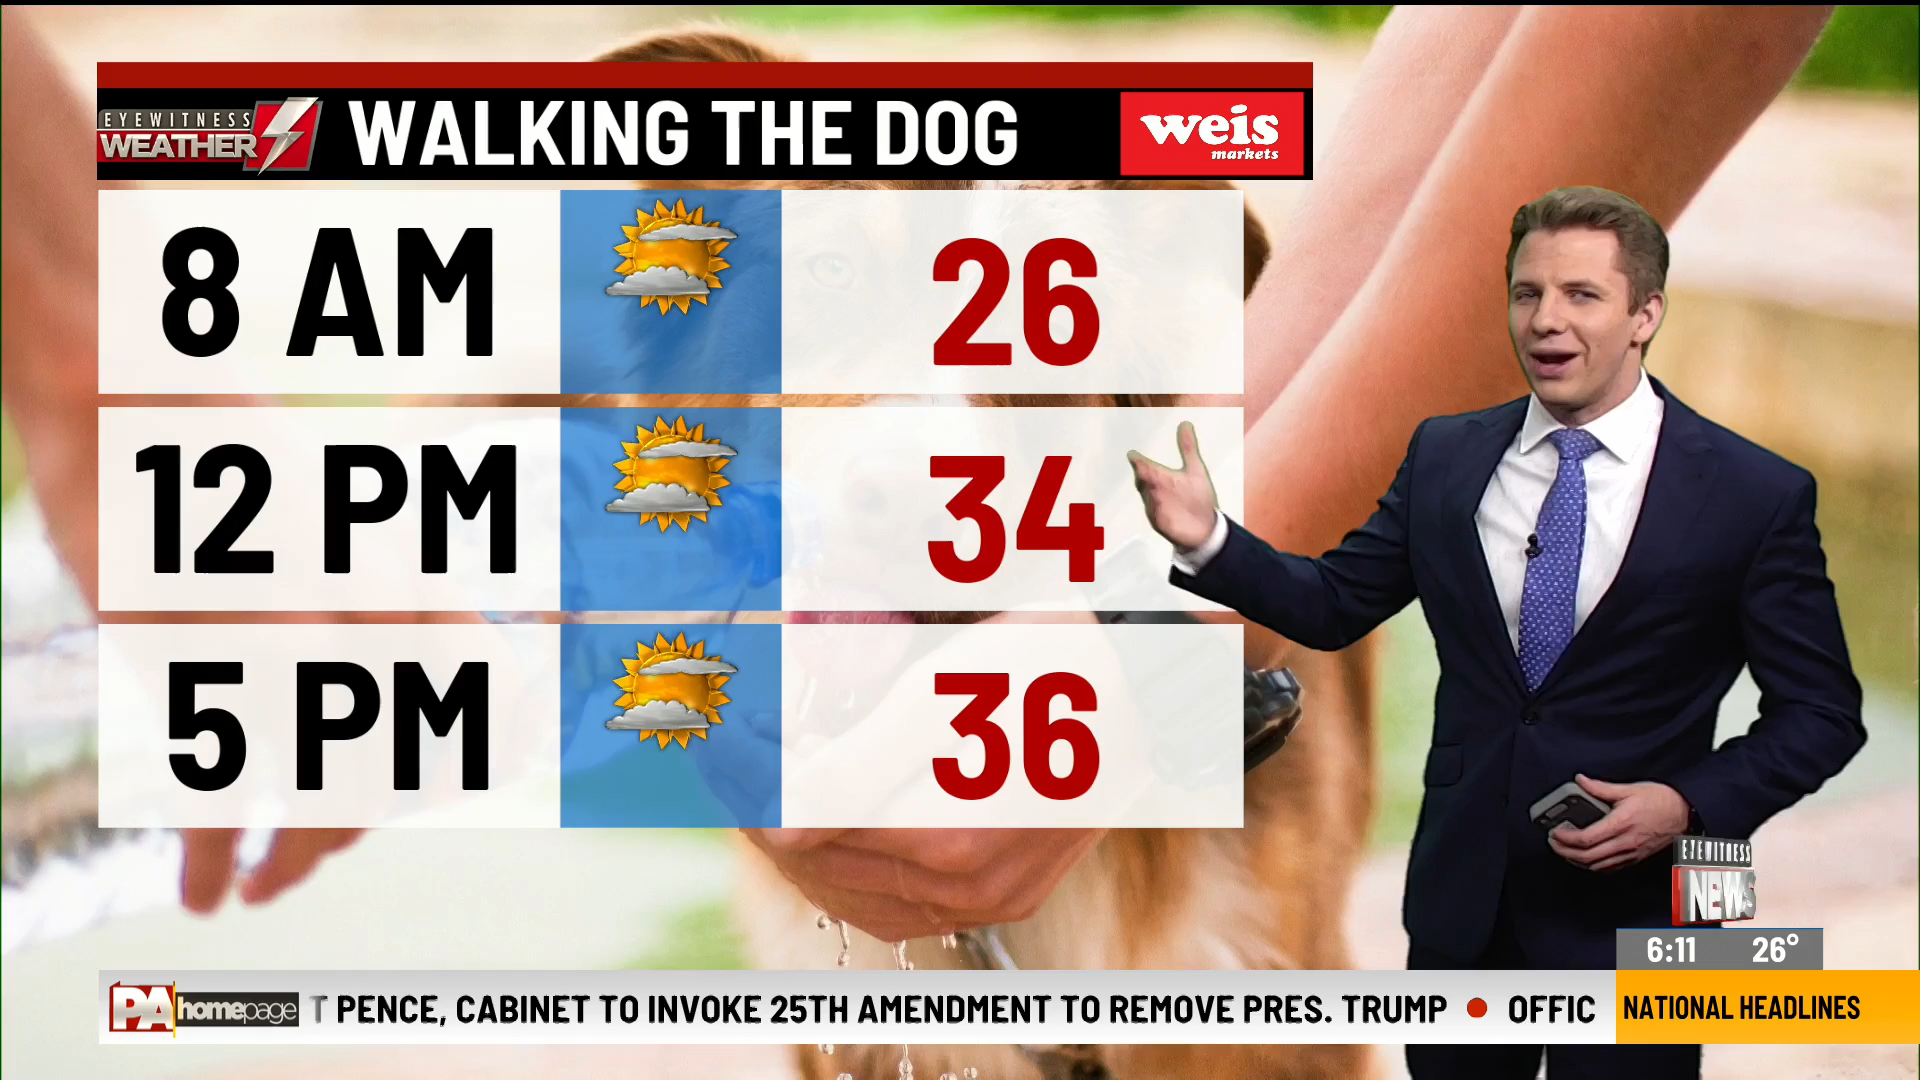 EYEWITNESS
WEATHER
WALKING THE DOG
weis
markets
8 AM
26
12 PM
34
5 PM
36
EYEWITNESS
NEWS
6:11 26°
PA homepage
T PENCE, CABINET TO INVOKE 25TH AMENDMENT TO REMOVE PRES. TRUMP • OFFIC
NATIONAL HEADLINES